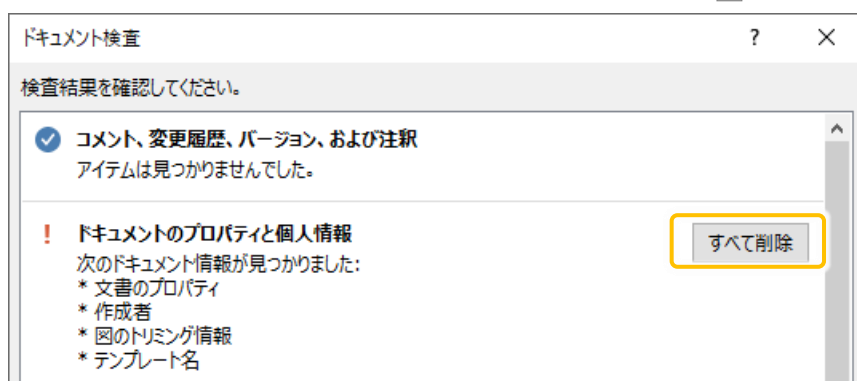 ドキュメント検査
?
×
検査結果を確認してください。
コメント、変更履歴、バージョン、および注釈
アイテムは見つかりませんでした。
!
ドキュメントのプロパティと個人情報
すべて削除
次のドキュメント情報が見つかりました:
* 文書のプロパティ
* 作成者
* 図のトリミング情報
* テンプレート名